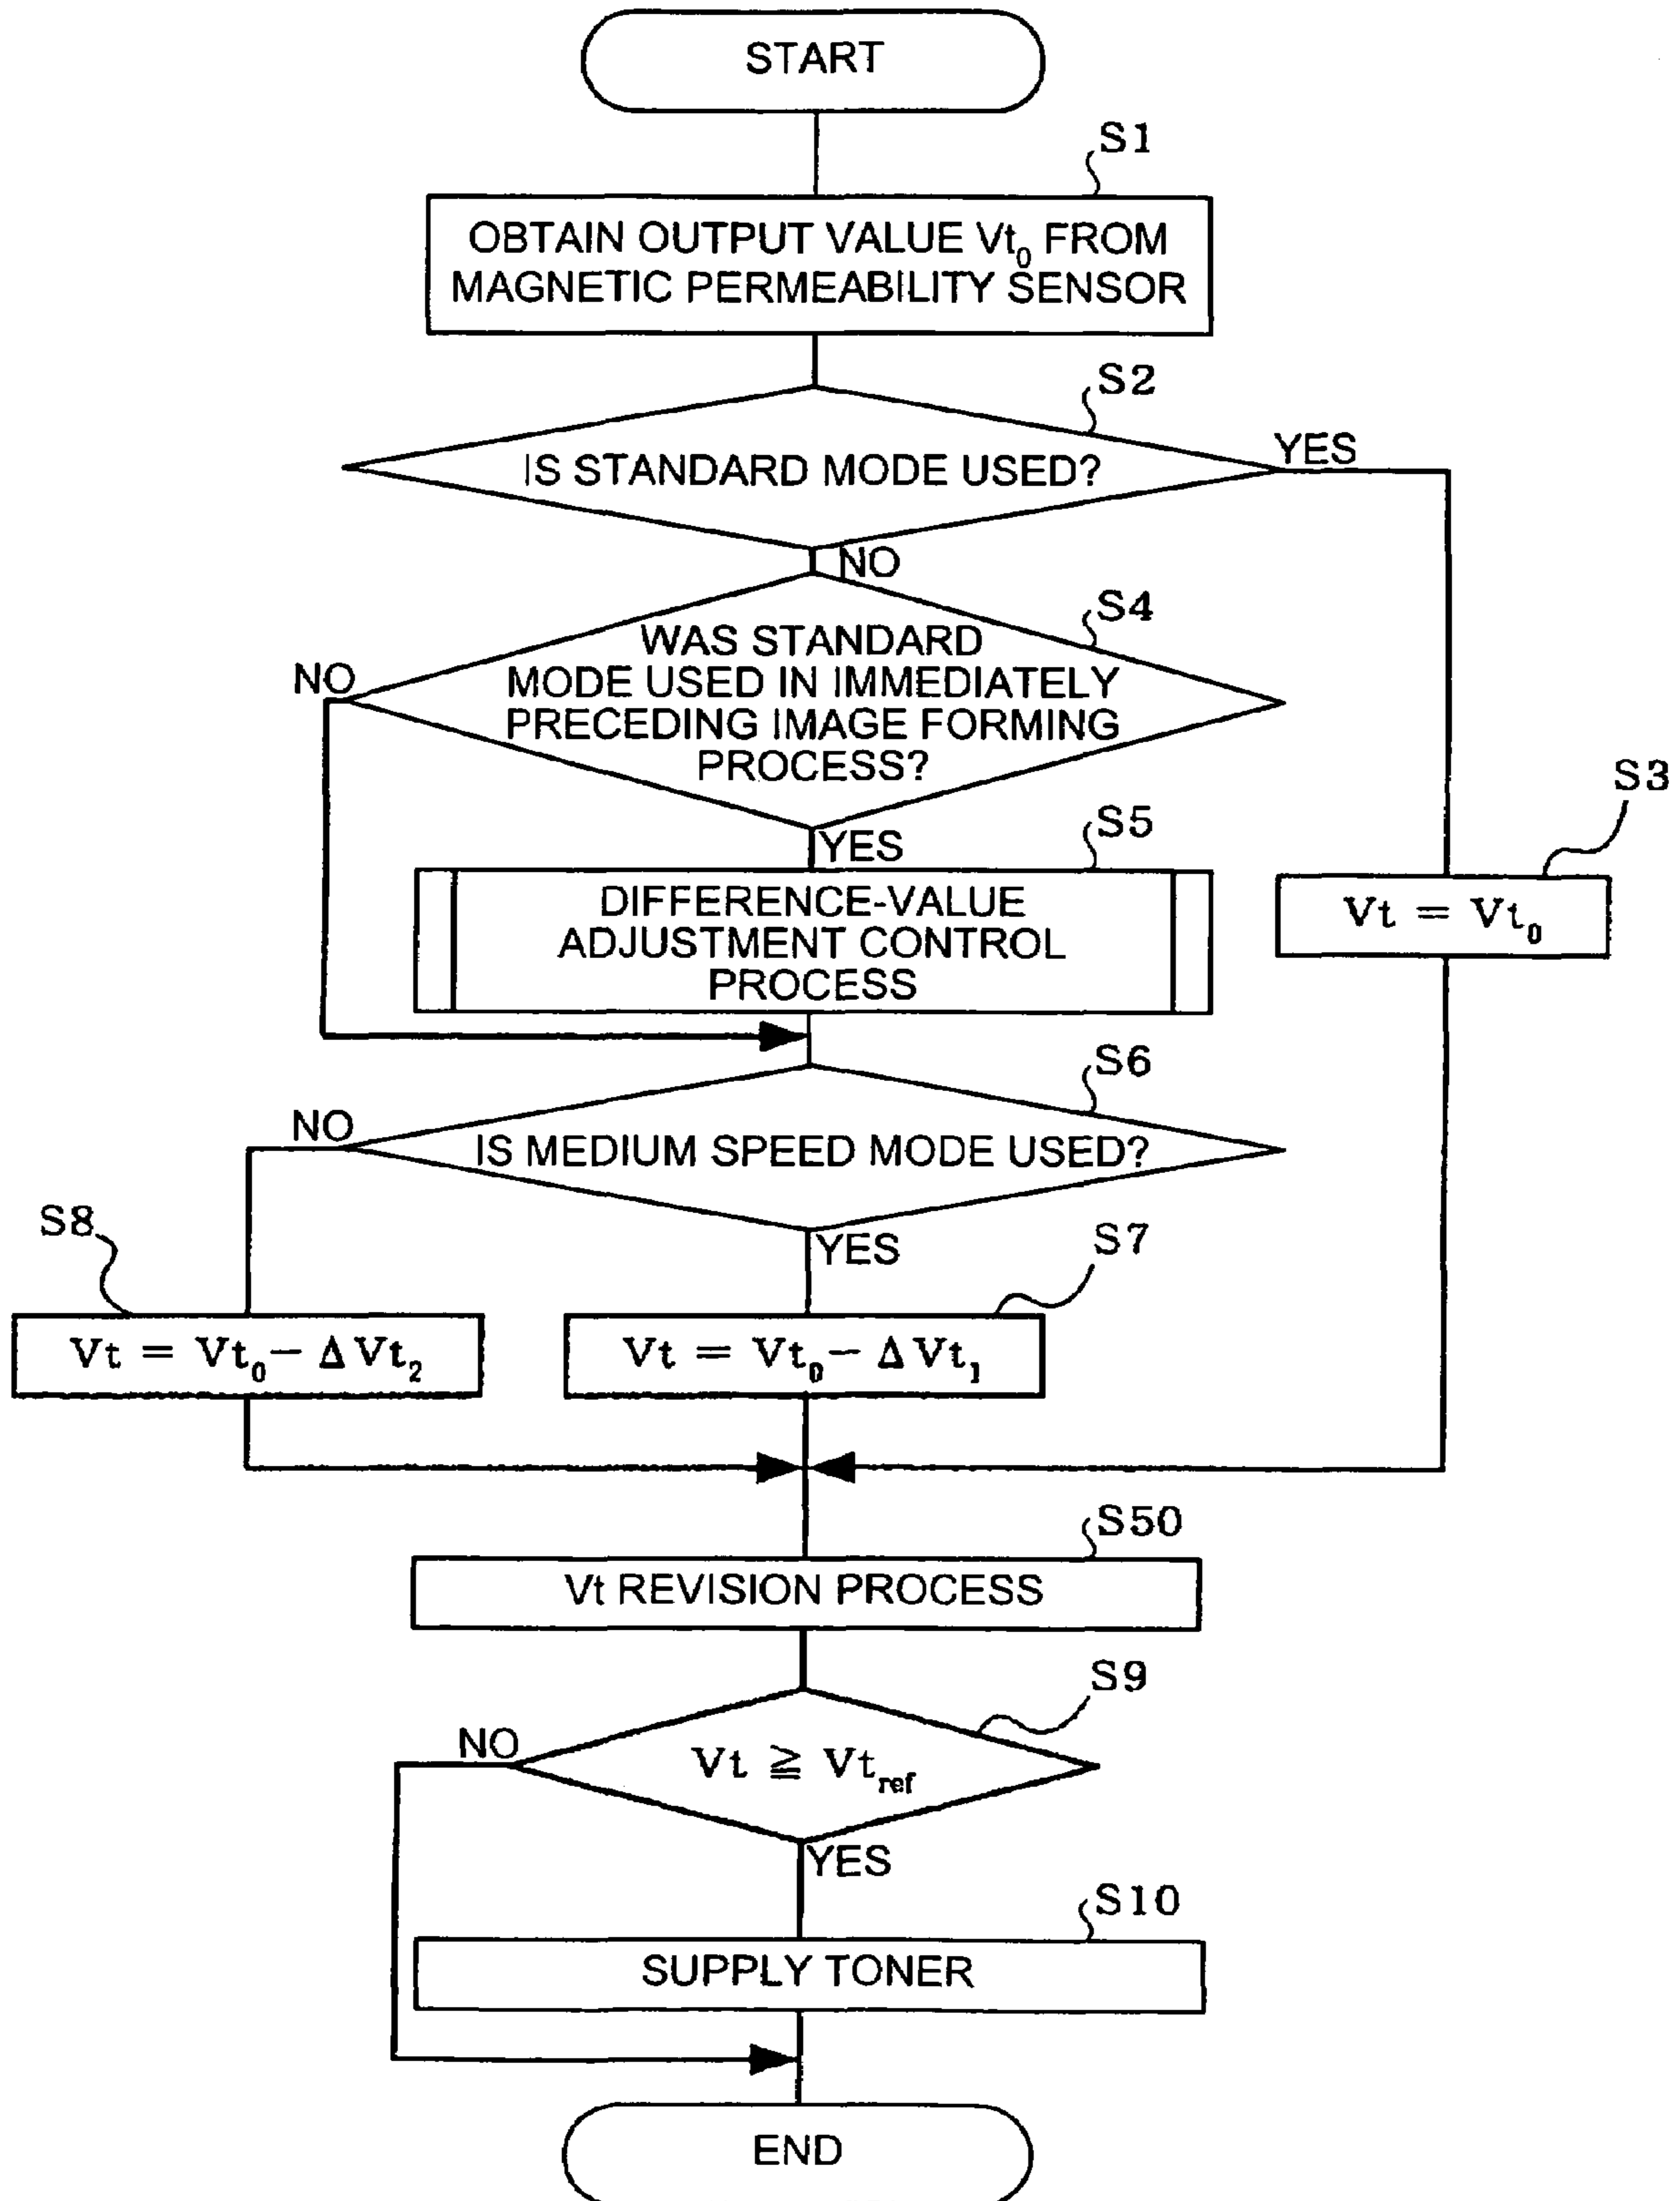 START
S1
OBTAIN OUTPUT VALUE Vt₀ FROM
MAGNETIC PERMEABILITY SENSOR
S2
IS STANDARD MODE USED?
YES
NO
S4
WAS STANDARD
MODE USED IN IMMEDIATELY
PRECEDING IMAGE FORMING
PROCESS?
NO
YES
S5
DIFFERENCE-VALUE
ADJUSTMENT CONTROL
PROCESS
S3
Vt = Vt₀
S6
IS MEDIUM SPEED MODE USED?
NO
YES
S8
Vt = Vt₀ − Δ Vt₂
S7
Vt = Vt₀ − Δ Vt₁
S50
Vt REVISION PROCESS
S9
Vt ≧ Vt_ref
NO
YES
S10
SUPPLY TONER
END